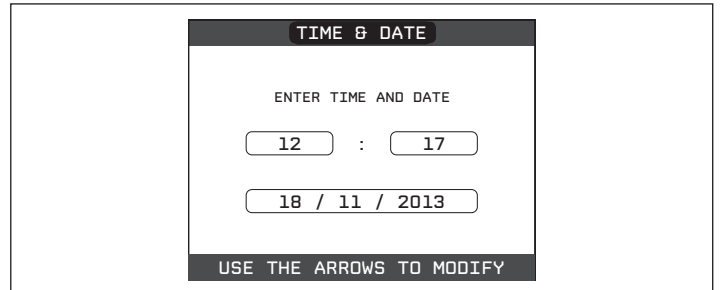 TIME & DATE
ENTER TIME AND DATE
12 : 17
18 / 11 / 2013
USE THE ARROWS TO MODIFY